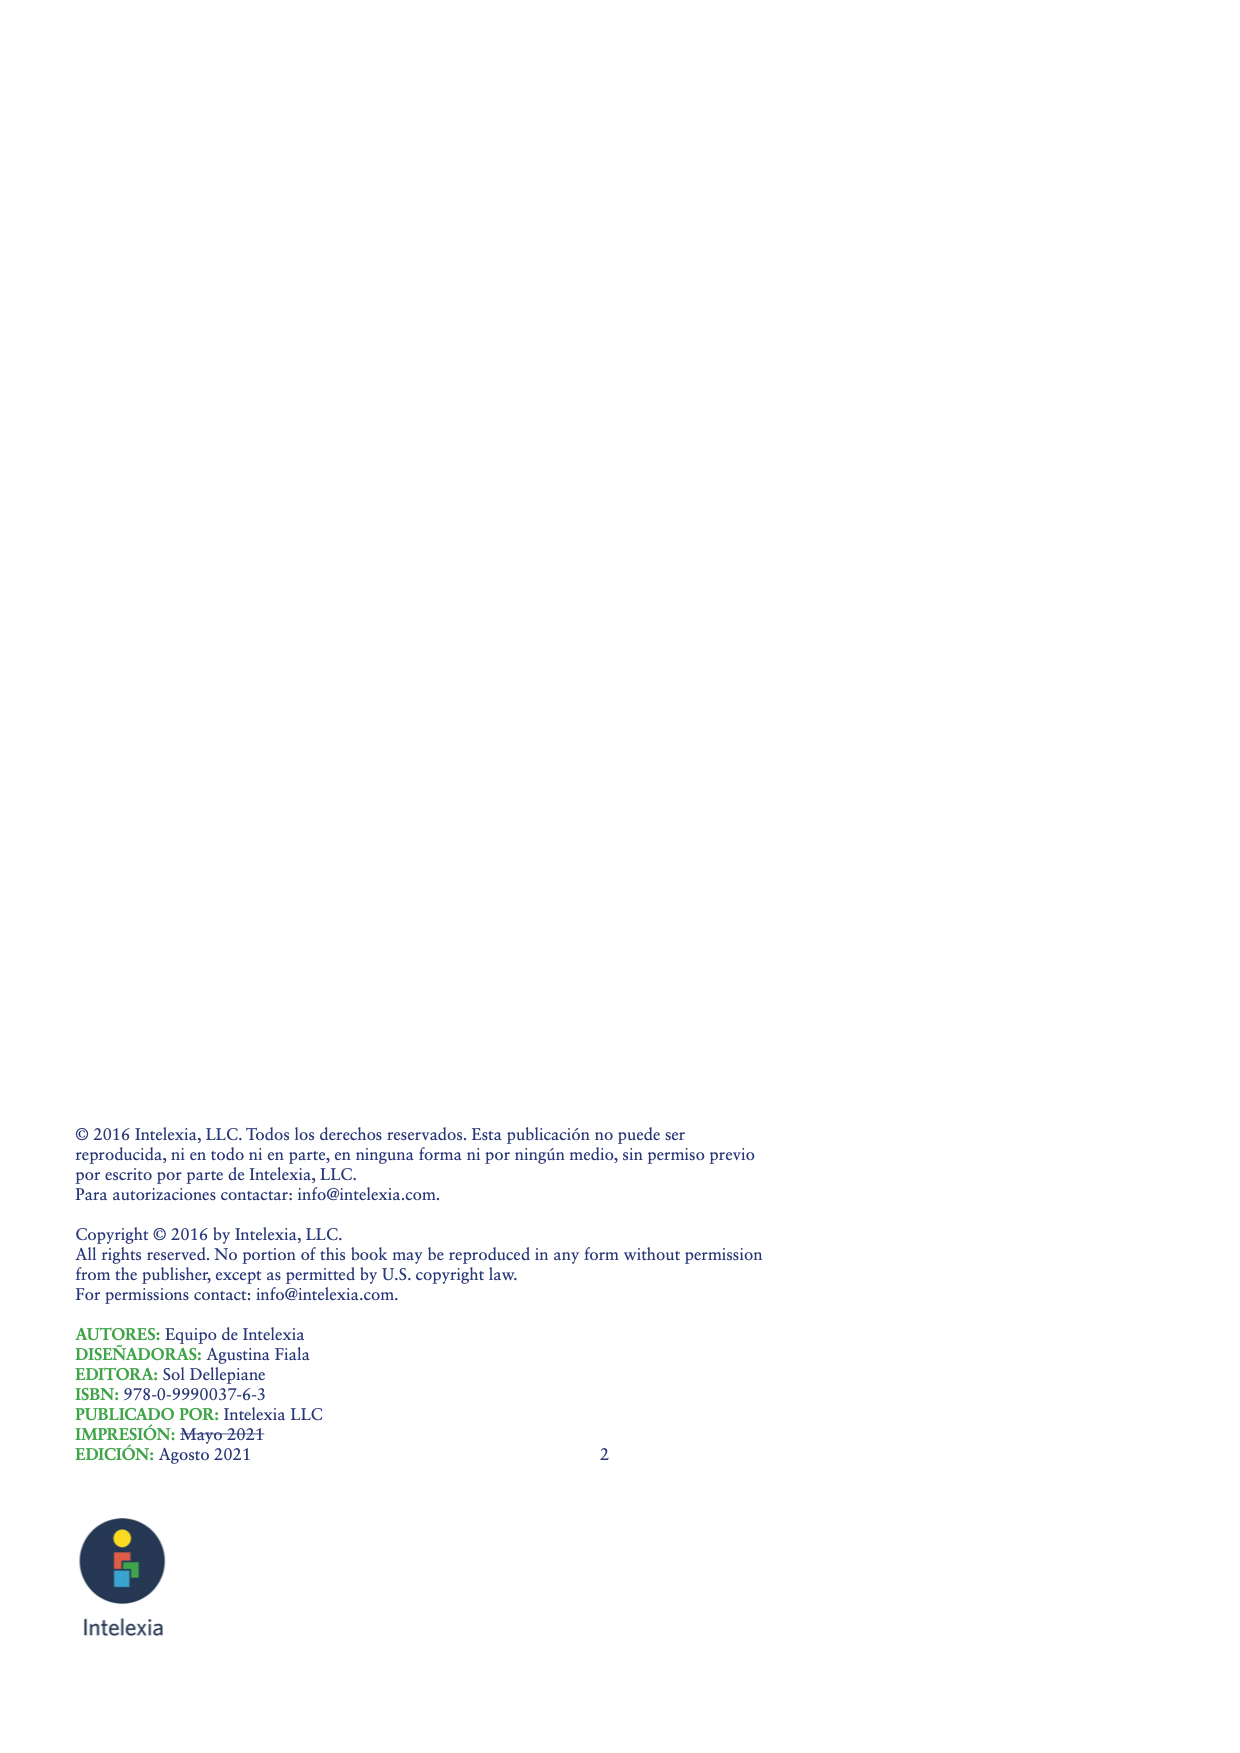 © 2016 Intelexia, LLC. Todos los derechos reservados. Esta publicación no puede ser
reproducida, ni en todo ni en parte, en ninguna forma ni por ningún medio, sin permiso previo
por escrito por parte de Intelexia, LLC.
Para autorizaciones contactar: info@intelexia.com.
Copyright © 2016 by Intelexia, LLC.
All rights reserved. No portion of this book may be reproduced in any form without permission
from the publisher, except as permitted by U.S. copyright law.
For permissions contact: info@intelexia.com.
AUTORES: Equipo de Intelexia
DISEÑADORAS: Agustina Fiala
EDITORA: Sol Dellepiane
ISBN: 978-0-9990037-6-3
PUBLICADO POR: Intelexia LLC
IMPRESIÓN: Mayo 2021
EDICIÓN: Agosto 2021
2
Intelexia